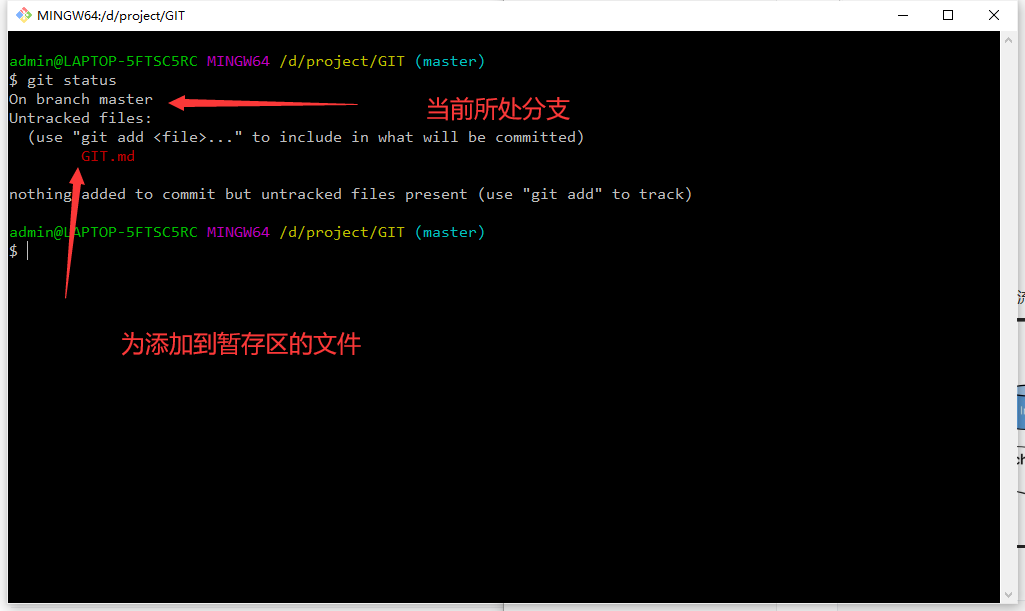 MINGW64:/d/project/GIT
admin@LAPTOP-5FTSC5RC MINGW64 /d/project/GIT (master)
$ git status
On branch master
当前所处分支
Untracked files:
(use "git add <file>..." to include in what will be committed)
GIT.md
nothing added to commit but untracked files present (use "git add" to track)
admin@LAPTOP-5FTSC5RC MINGW64 /d/project/GIT (master)
$
为添加到暂存区的文件